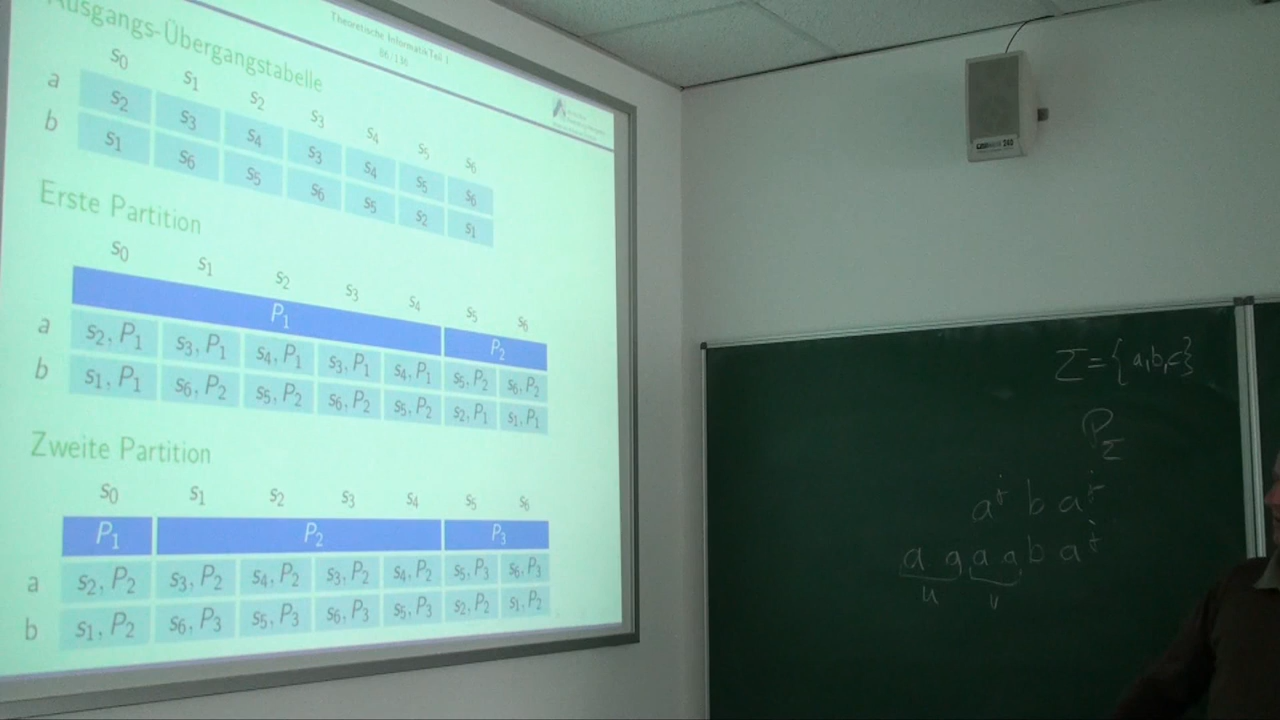 Theoretische Informatik Teil 1
Ausgangs-Übergangstabelle
s0 s1 s2 s3 s4 s5 s6
a s2 s3 s4 s3 s4 s5 s6
b s1 s6 s5 s6 s5 s2 s1
Erste Partition
s0 s1 s2 s3 s4 s5 s6
P1 P2
a s2, P1 s3, P1 s4, P1 s3, P1 s4, P1 s5, P2 s6, P2
b s1, P1 s6, P2 s5, P2 s6, P2 s5, P2 s2, P1 s1, P1
Zweite Partition
s0 s1 s2 s3 s4 s5 s6
P1 P2 P3
a s2, P2 s3, P2 s4, P2 s3, P2 s4, P2 s5, P3 s6, P3
b s1, P2 s6, P3 s5, P3 s6, P3 s5, P3 s2, P2 s1, P2
Σ={a,b,c}
PΣ
a^j b a^j
a a a a b a^j
u v